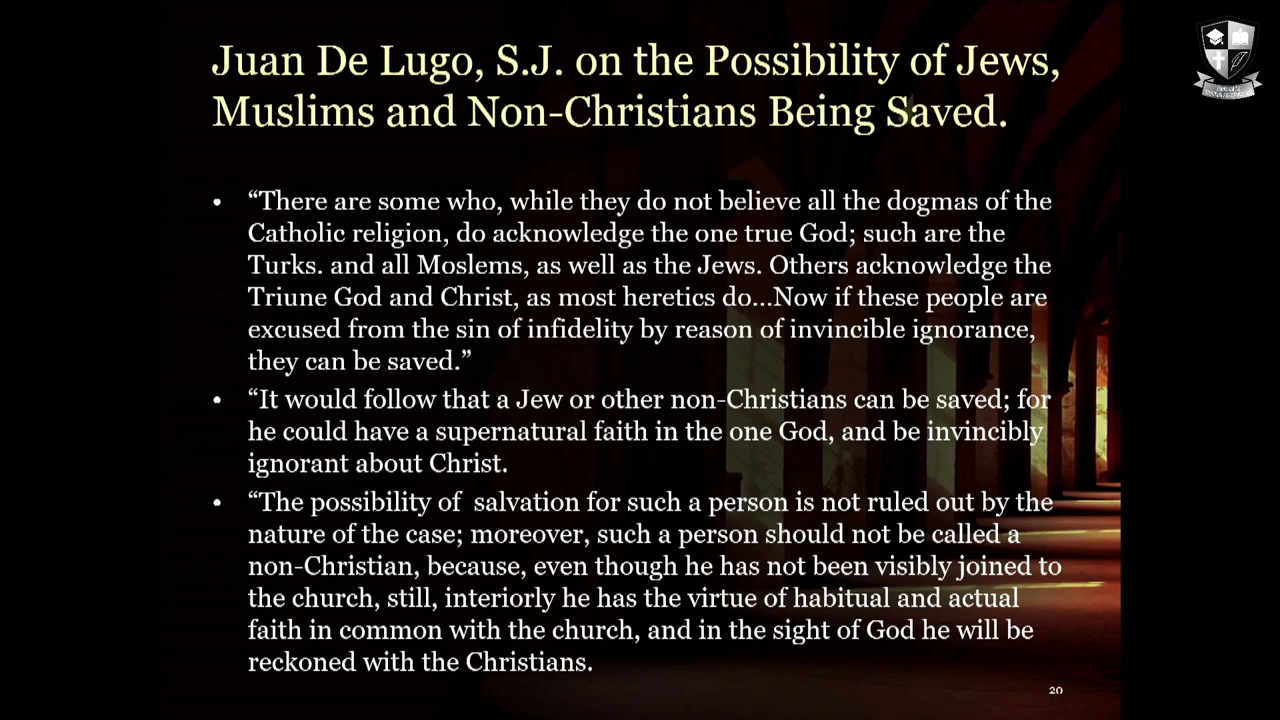 Juan De Lugo, S.J. on the Possibility of Jews,
Muslims and Non-Christians Being Saved.
• “There are some who, while they do not believe all the dogmas of the
Catholic religion, do acknowledge the one true God; such are the
Turks. and all Moslems, as well as the Jews. Others acknowledge the
Triune God and Christ, as most heretics do...Now if these people are
excused from the sin of infidelity by reason of invincible ignorance,
they can be saved.”
• “It would follow that a Jew or other non-Christians can be saved; for
he could have a supernatural faith in the one God, and be invincibly
ignorant about Christ.
• “The possibility of  salvation for such a person is not ruled out by the
nature of the case; moreover, such a person should not be called a
non-Christian, because, even though he has not been visibly joined to
the church, still, interiorly he has the virtue of habitual and actual
faith in common with the church, and in the sight of God he will be
reckoned with the Christians.
20